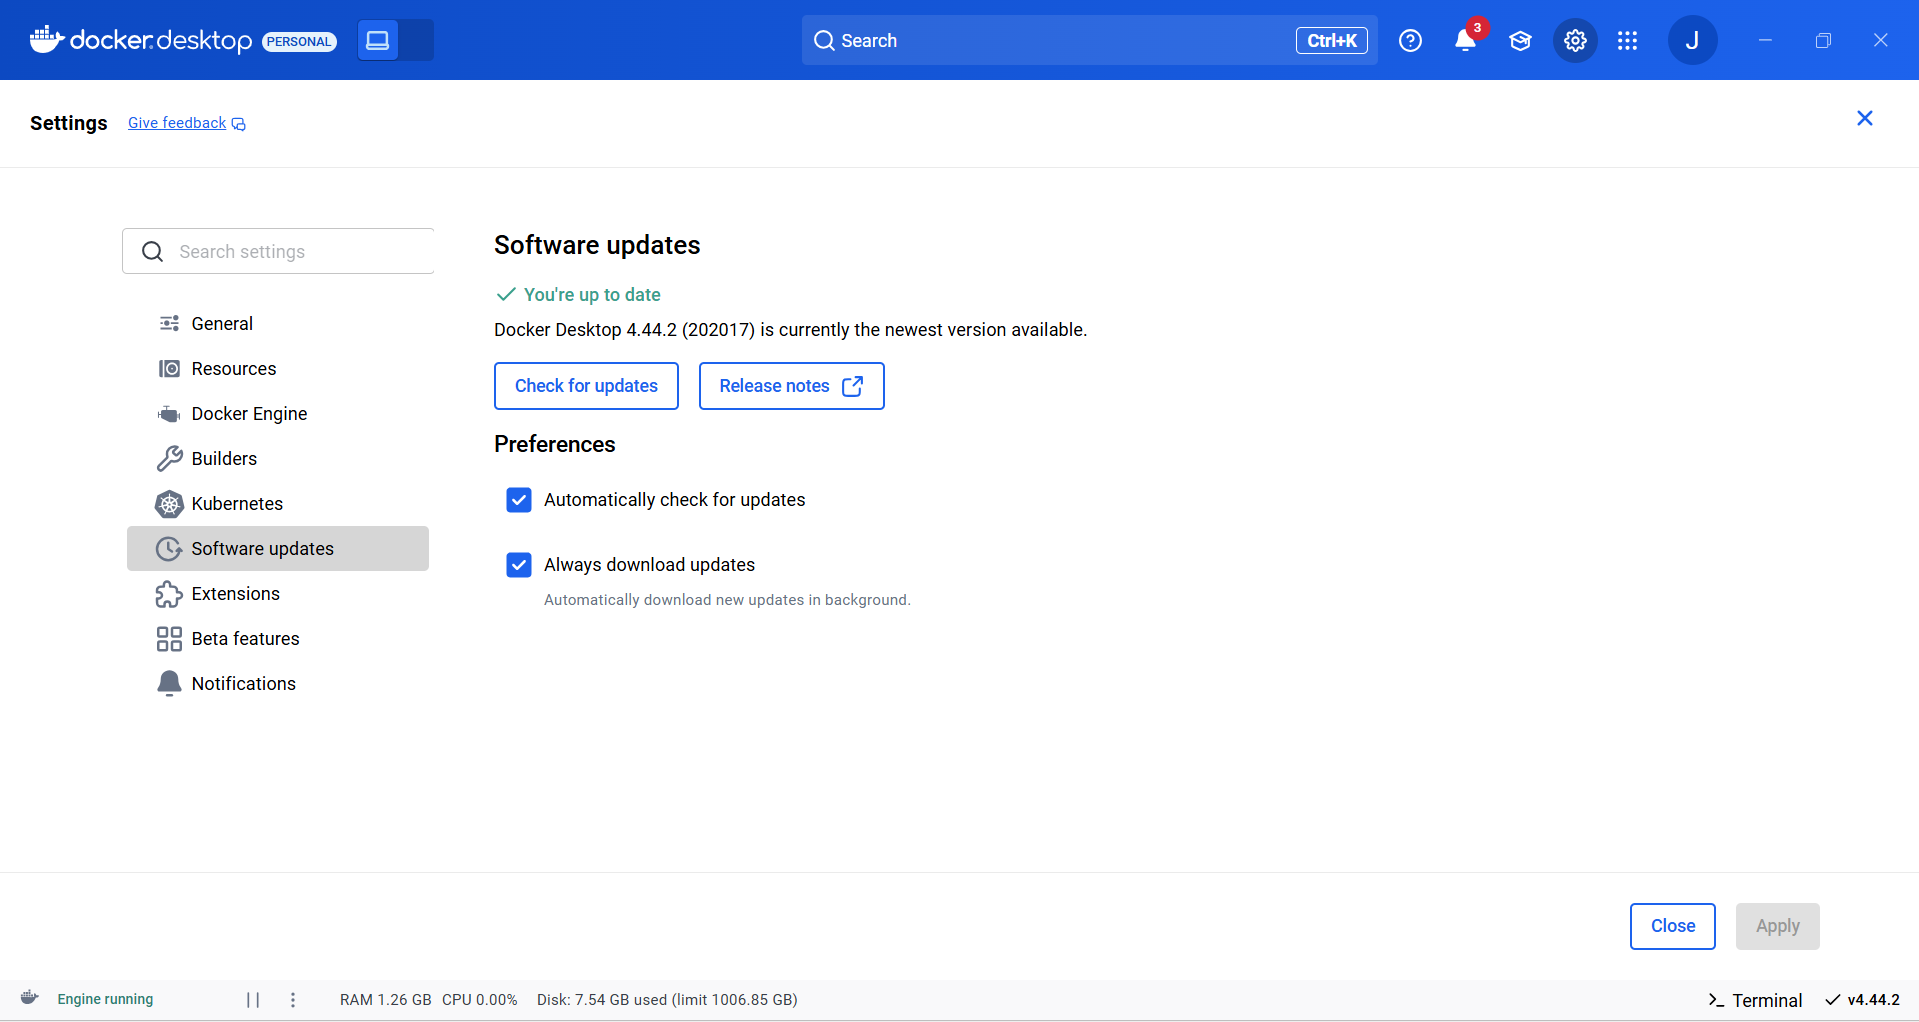 docker.desktop PERSONAL Search Ctrl+K 3 J
Settings Give feedback
Search settings
General
Resources
Docker Engine
Builders
Kubernetes
Software updates
Extensions
Beta features
Notifications
Software updates
You're up to date
Docker Desktop 4.44.2 (202017) is currently the newest version available.
Check for updates Release notes
Preferences
Automatically check for updates
Always download updates
Automatically download new updates in background.
Close Apply
Engine running RAM 1.26 GB CPU 0.00% Disk: 7.54 GB used (limit 1006.85 GB) Terminal v4.44.2